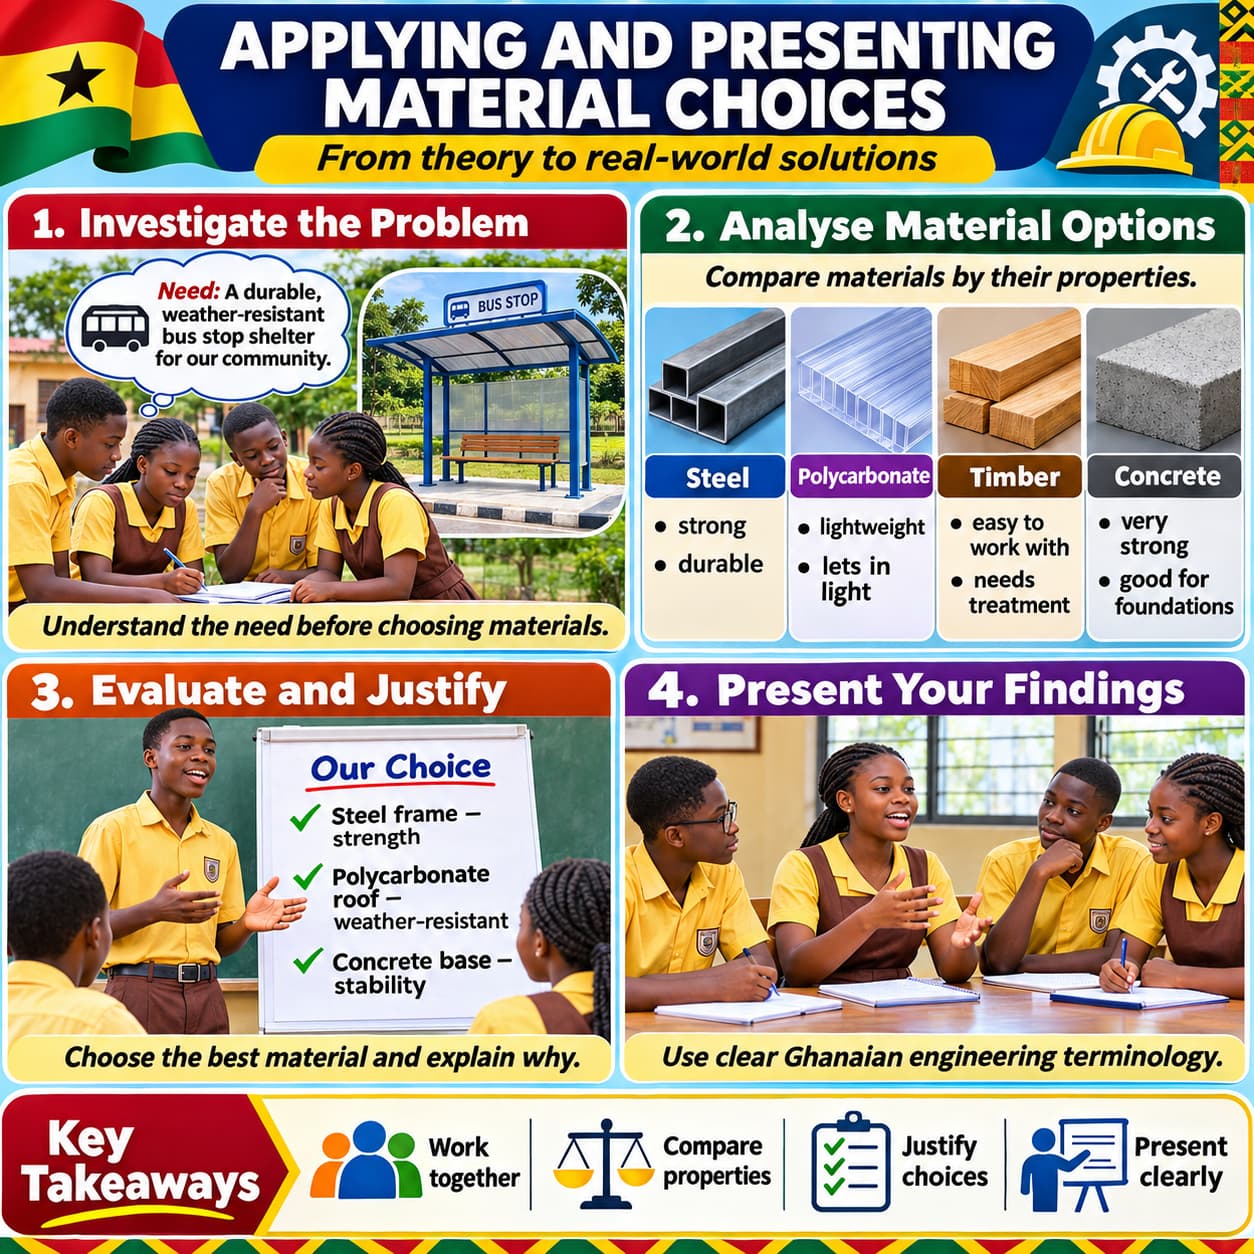 APPLYING AND PRESENTING
MATERIAL CHOICES
From theory to real-world solutions
1. Investigate the Problem
Need: A durable,
weather-resistant
bus stop shelter
for our community.
BUS STOP
Understand the need before choosing materials.
2. Analyse Material Options
Compare materials by their properties.
Steel
• strong
• durable
Polycarbonate
• lightweight
• lets in
light
Timber
• easy to
work with
• needs
treatment
Concrete
• very
strong
• good for
foundations
3. Evaluate and Justify
Our Choice
✓ Steel frame –
strength
✓ Polycarbonate
roof –
weather-resistant
✓ Concrete base –
stability
Choose the best material and explain why.
4. Present Your Findings
Use clear Ghanaian engineering terminology.
Key
Takeaways
Work
together
Compare
properties
Justify
choices
Present
clearly